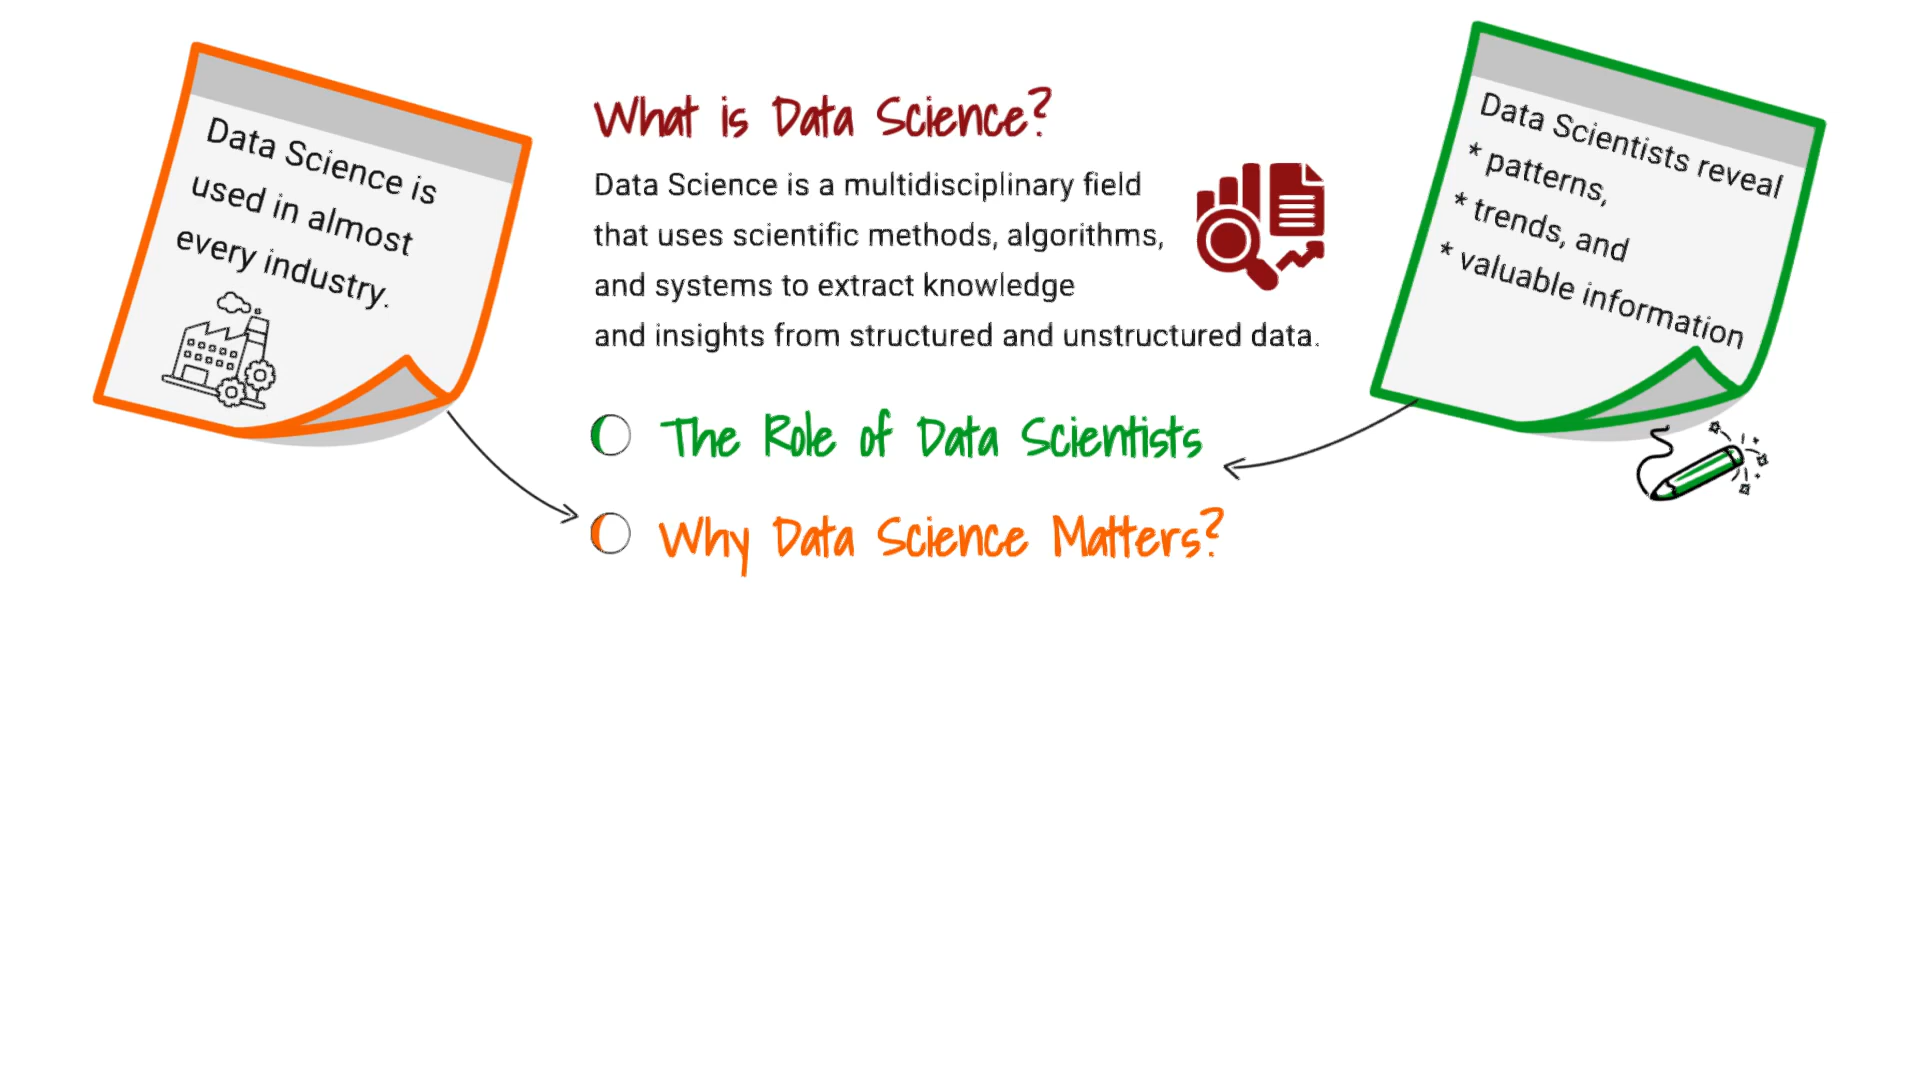 Data Science is
used in almost
every industry.
What is Data Science?
Data Science is a multidisciplinary field
that uses scientific methods, algorithms,
and systems to extract knowledge
and insights from structured and unstructured data.
The Role of Data Scientists
Why Data Science Matters?
Data Scientists reveal
* patterns,
* trends, and
* valuable information